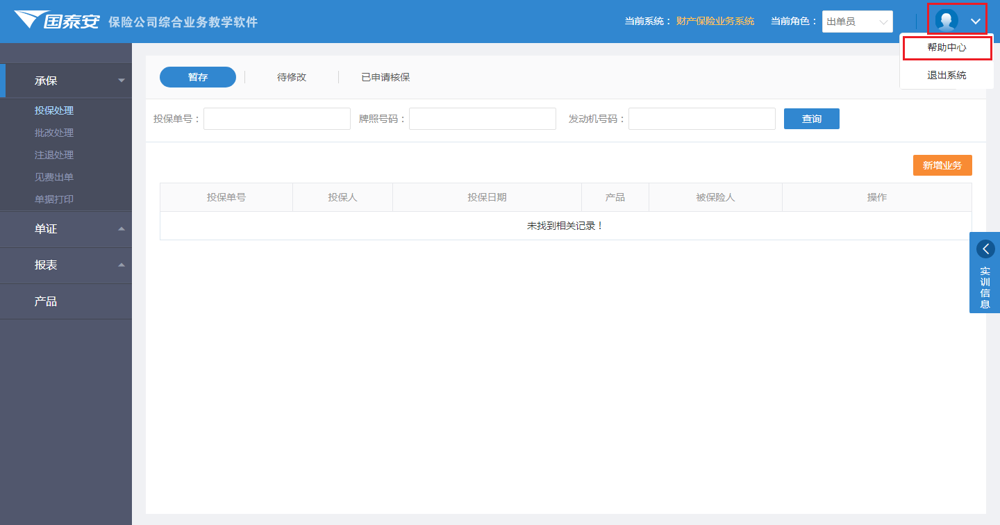 国泰安 保险公司综合业务教学软件
当前系统： 财产保险业务系统 当前角色： 出单员
帮助中心
退出系统
承保
投保处理
批改处理
注退处理
见费出单
单据打印
单证
报表
产品
暂存 待修改 已申请核保
投保单号： 牌照号码： 发动机号码： 查询
新增业务
投保单号 投保人 投保日期 产品 被保险人 操作
未找到相关记录！
实训信息